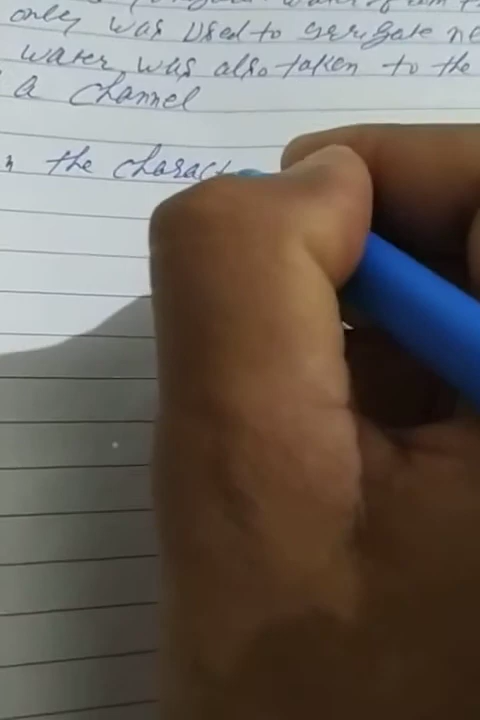 only was used to irrigate
water was also taken to the
a channel
the charact